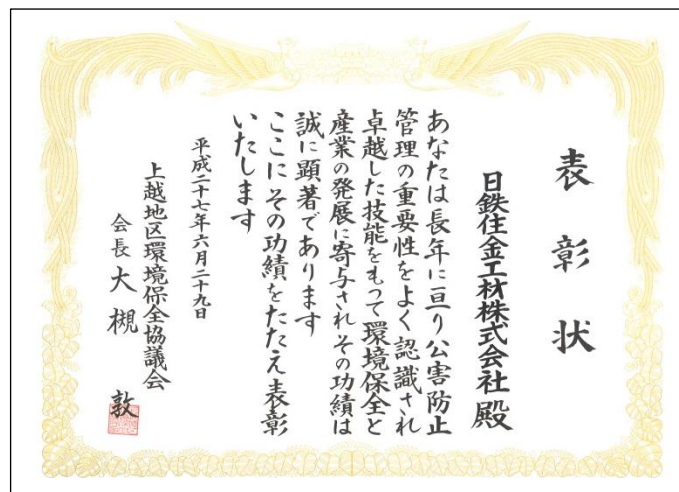 表彰状
日鉄住金工材株式会社殿
あなたは長年に亘り公害防止
管理の重要性をよく認識され
卓越した技能をもつて環境保全と
産業の発展に寄与されその功績は
誠に顕著であります
ここにその功績をたたえ表彰
いたします
平成二十七年六月二十九日
上越地区環境保全協議会
会長 大槻 敦